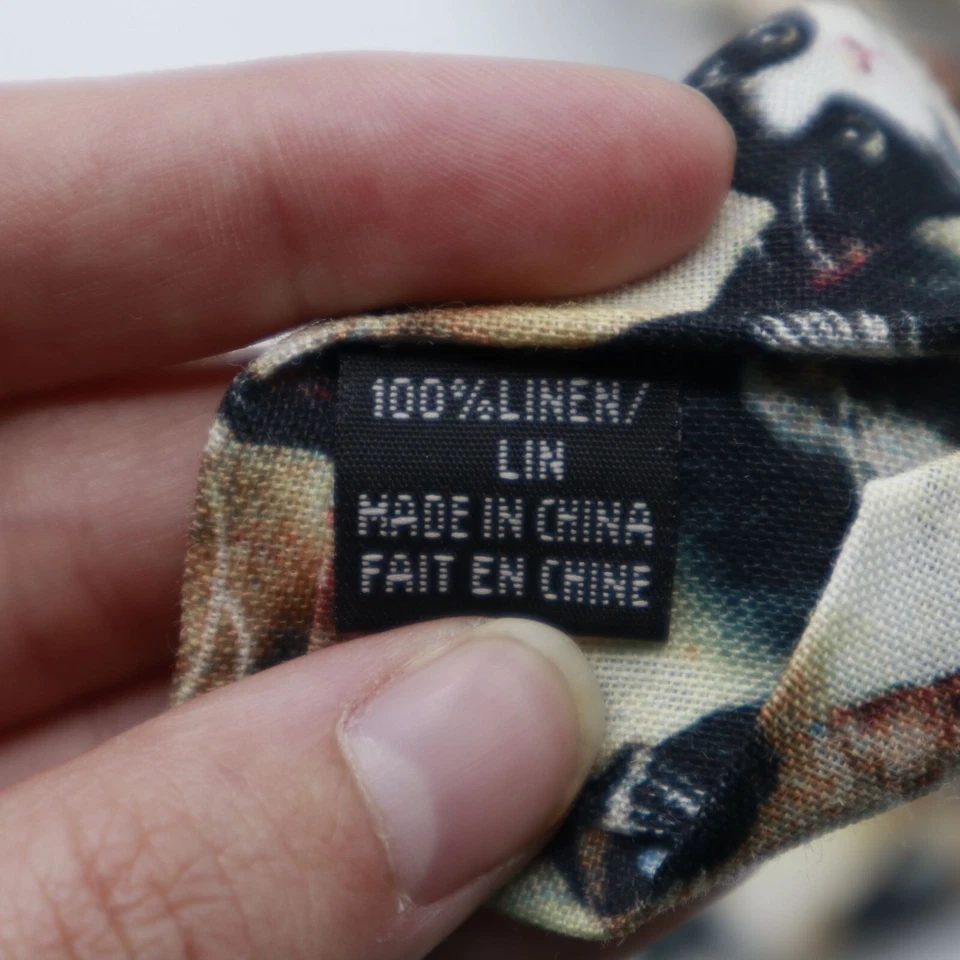 100%LINEN/
LIN
MADE IN CHINA
FAIT EN CHINE